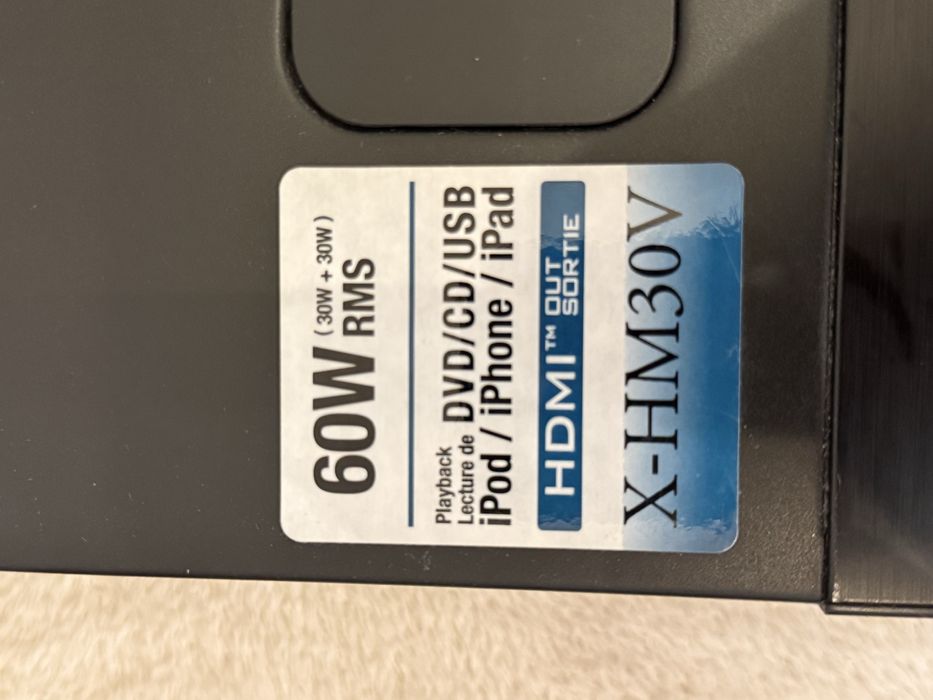 60W (30W + 30W)
RMS
Playback
Lecture de DVD/CD/USB
iPod / iPhone / iPad
HDMI™ OUT
SORTIE
X-HM30V